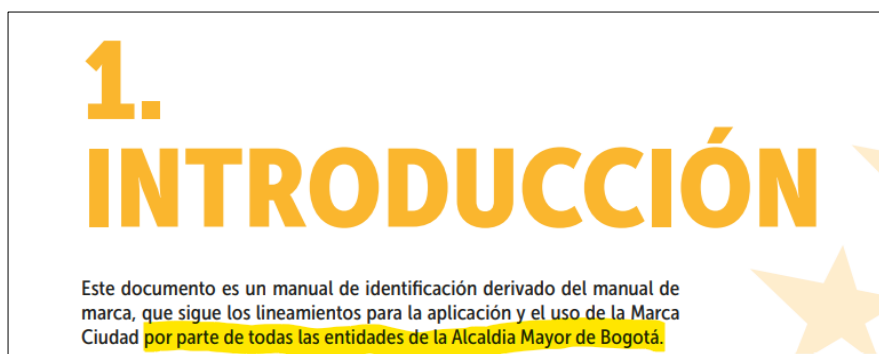 1.
INTRODUCCIÓN
Este documento es un manual de identificación derivado del manual de
marca, que sigue los lineamientos para la aplicación y el uso de la Marca
Ciudad por parte de todas las entidades de la Alcaldia Mayor de Bogotá.